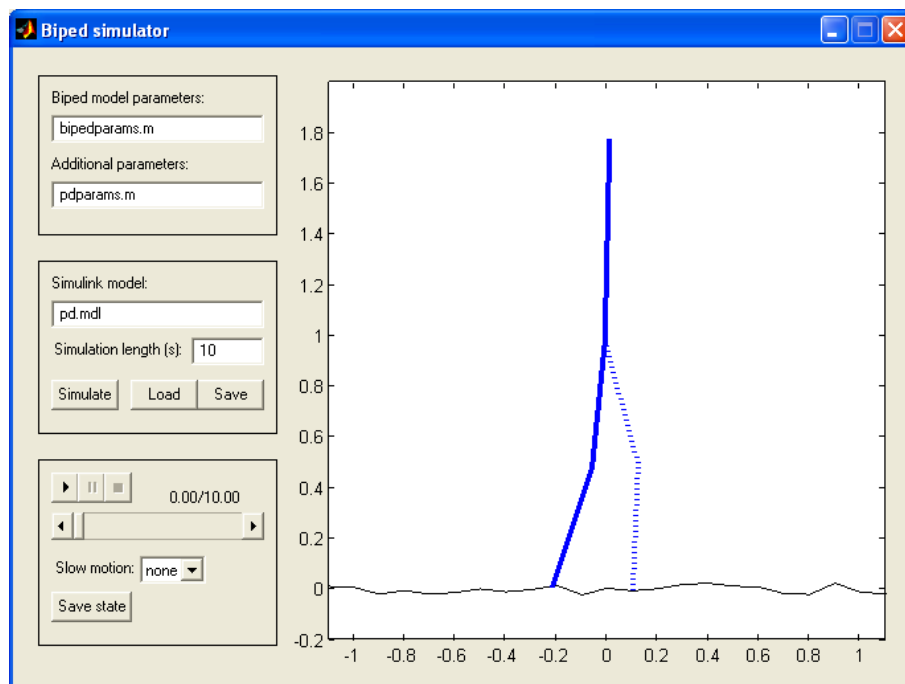 Biped simulator
Biped model parameters:
bipedparams.m
Additional parameters:
pdparams.m
Simulink model:
pd.mdl
Simulation length (s): 10
Simulate Load Save
0.00/10.00
Slow motion: none
Save state
1.8
1.6
1.4
1.2
1
0.8
0.6
0.4
0.2
0
-0.2
-1 -0.8 -0.6 -0.4 -0.2 0 0.2 0.4 0.6 0.8 1